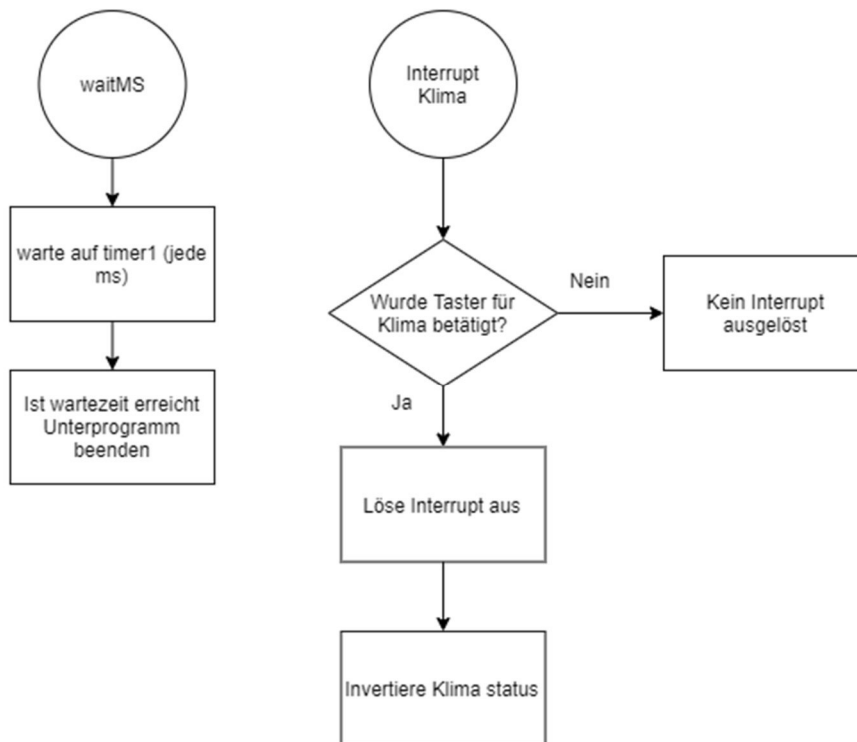 waitMS
warte auf timer1 (jede
ms)
Ist wartezeit erreicht
Unterprogramm
beenden
Interrupt
Klima
Wurde Taster für
Klima betätigt?
Nein
Kein Interrupt
ausgelöst
Ja
Löse Interrupt aus
Invertiere Klima status